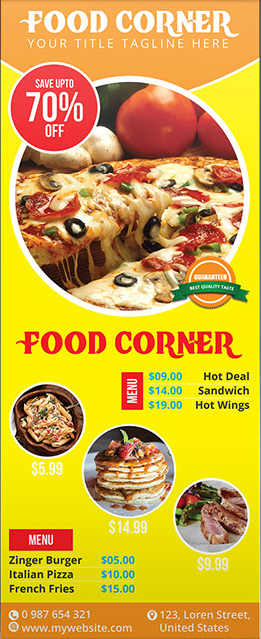 FOOD CORNER
YOUR TITLE TAGLINE HERE
SAVE UPTO
70%
OFF
GUARANTEED
BEST QUALITY TASTE
FOOD CORNER
MENU
$09.00 Hot Deal
$14.00 Sandwich
$19.00 Hot Wings
$5.99
$14.99
$9.99
MENU
Zinger Burger $05.00
Italian Pizza $10.00
French Fries $15.00
0 987 654 321
www.mywebsite.com
123, Loren Street,
United States